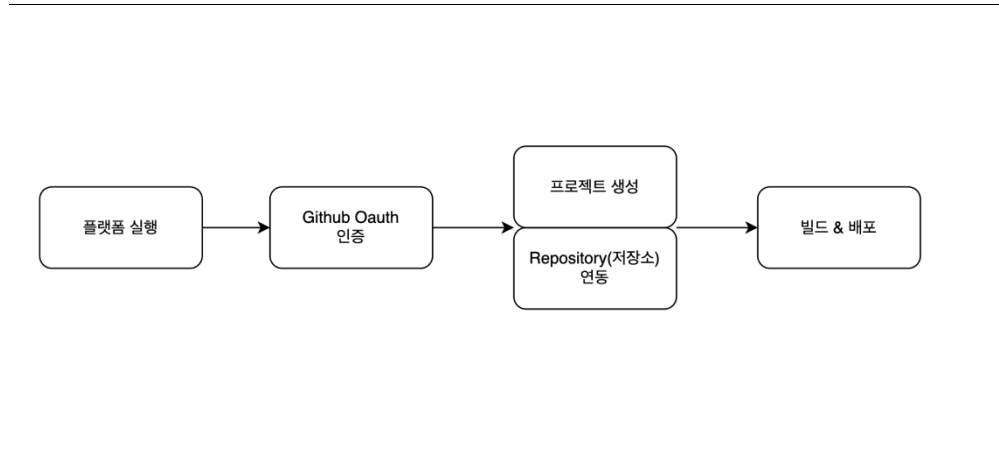 플랫폼 실행
Github Oauth
인증
프로젝트 생성
Repository(저장소)
연동
빌드 & 배포